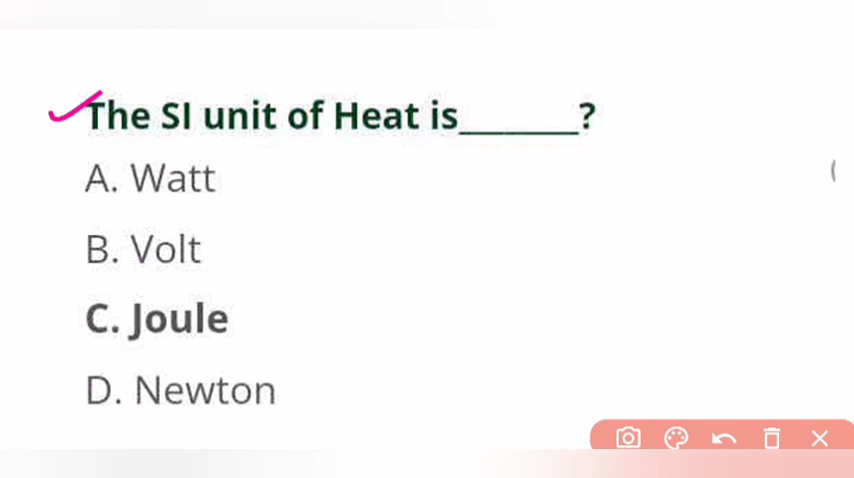 The SI unit of Heat is_______?
A. Watt
B. Volt
C. Joule
D. Newton